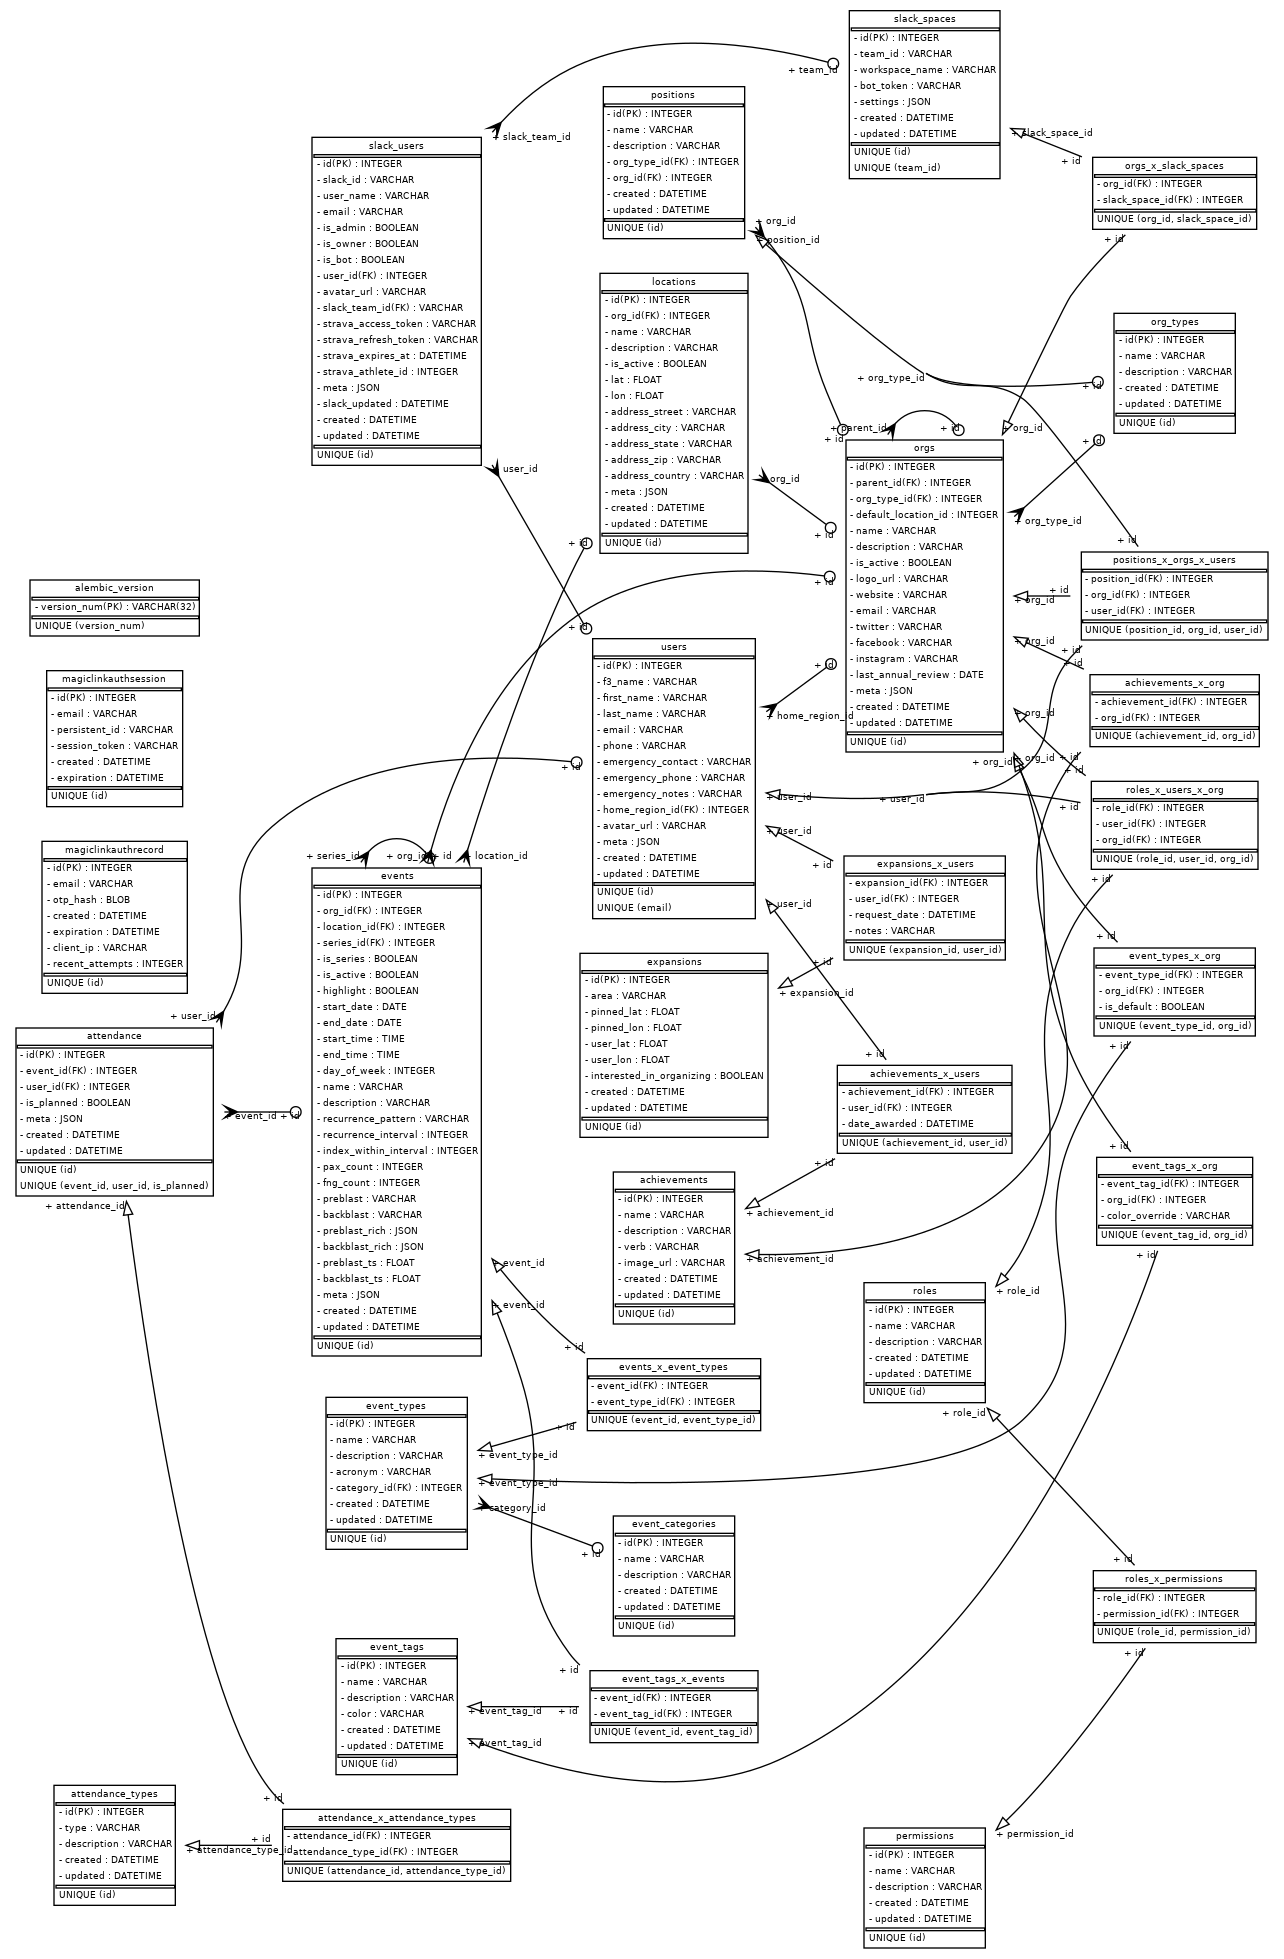 slack_spaces
- id(PK) : INTEGER
- team_id : VARCHAR
- workspace_name : VARCHAR
- bot_token : VARCHAR
- settings : JSON
- created : DATETIME
- updated : DATETIME
UNIQUE (id)
UNIQUE (team_id)
+ team_id
+ slack_team_id
positions
- id(PK) : INTEGER
- name : VARCHAR
- description : VARCHAR
- org_type_id(FK) : INTEGER
- org_id(FK) : INTEGER
- created : DATETIME
- updated : DATETIME
UNIQUE (id)
slack_users
- id(PK) : INTEGER
- slack_id : VARCHAR
- user_name : VARCHAR
- email : VARCHAR
- is_admin : BOOLEAN
- is_owner : BOOLEAN
- is_bot : BOOLEAN
- user_id(FK) : INTEGER
- avatar_url : VARCHAR
- slack_team_id(FK) : VARCHAR
- strava_access_token : VARCHAR
- strava_refresh_token : VARCHAR
- strava_expires_at : DATETIME
- strava_athlete_id : INTEGER
- meta : JSON
- slack_updated : DATETIME
- created : DATETIME
- updated : DATETIME
UNIQUE (id)
+ slack_space_id
+ id
orgs_x_slack_spaces
- org_id(FK) : INTEGER
- slack_space_id(FK) : INTEGER
UNIQUE (org_id, slack_space_id)
+ id
+ org_id
+ position_id
locations
- id(PK) : INTEGER
- org_id(FK) : INTEGER
- name : VARCHAR
- description : VARCHAR
- is_active : BOOLEAN
- lat : FLOAT
- lon : FLOAT
- address_street : VARCHAR
- address_city : VARCHAR
- address_state : VARCHAR
- address_zip : VARCHAR
- address_country : VARCHAR
- meta : JSON
- created : DATETIME
- updated : DATETIME
UNIQUE (id)
org_types
- id(PK) : INTEGER
- name : VARCHAR
- description : VARCHAR
- created : DATETIME
- updated : DATETIME
UNIQUE (id)
+ org_type_id
+ id
+ parent_id
+ id
+ org_id
+ id
+ id
orgs
- id(PK) : INTEGER
- parent_id(FK) : INTEGER
- org_type_id(FK) : INTEGER
- default_location_id : INTEGER
- name : VARCHAR
- description : VARCHAR
- is_active : BOOLEAN
- logo_url : VARCHAR
- website : VARCHAR
- email : VARCHAR
- twitter : VARCHAR
- facebook : VARCHAR
- instagram : VARCHAR
- last_annual_review : DATE
- meta : JSON
- created : DATETIME
- updated : DATETIME
UNIQUE (id)
+ user_id
+ org_id
+ id
+ org_type_id
+ id
+ id
+ id
+ id
+ id
positions_x_orgs_x_users
- position_id(FK) : INTEGER
- org_id(FK) : INTEGER
- user_id(FK) : INTEGER
UNIQUE (position_id, org_id, user_id)
+ id
+ org_id
+ org_id
+ id
+ id
alembic_version
- version_num(PK) : VARCHAR(32)
UNIQUE (version_num)
magiclinkauthsession
- id(PK) : INTEGER
- email : VARCHAR
- persistent_id : VARCHAR
- session_token : VARCHAR
- created : DATETIME
- expiration : DATETIME
UNIQUE (id)
users
- id(PK) : INTEGER
- f3_name : VARCHAR
- first_name : VARCHAR
- last_name : VARCHAR
- email : VARCHAR
- phone : VARCHAR
- emergency_contact : VARCHAR
- emergency_phone : VARCHAR
- emergency_notes : VARCHAR
- home_region_id(FK) : INTEGER
- avatar_url : VARCHAR
- meta : JSON
- created : DATETIME
- updated : DATETIME
UNIQUE (id)
UNIQUE (email)
+ id
+ home_region_id
achievements_x_org
- achievement_id(FK) : INTEGER
- org_id(FK) : INTEGER
UNIQUE (achievement_id, org_id)
+ org_id
+ org_id
+ org_id
+ id
+ id
+ id
roles_x_users_x_org
- role_id(FK) : INTEGER
- user_id(FK) : INTEGER
- org_id(FK) : INTEGER
UNIQUE (role_id, user_id, org_id)
+ id
+ user_id
+ user_id
+ id
+ user_id
+ id
+ user_id
magiclinkauthrecord
- id(PK) : INTEGER
- email : VARCHAR
- otp_hash : BLOB
- created : DATETIME
- expiration : DATETIME
- client_ip : VARCHAR
- recent_attempts : INTEGER
UNIQUE (id)
+ series_id
+ org_id
+ id
+ location_id
events
- id(PK) : INTEGER
- org_id(FK) : INTEGER
- location_id(FK) : INTEGER
- series_id(FK) : INTEGER
- is_series : BOOLEAN
- is_active : BOOLEAN
- highlight : BOOLEAN
- start_date : DATE
- end_date : DATE
- start_time : TIME
- end_time : TIME
- day_of_week : INTEGER
- name : VARCHAR
- description : VARCHAR
- recurrence_pattern : VARCHAR
- recurrence_interval : INTEGER
- index_within_interval : INTEGER
- pax_count : INTEGER
- fng_count : INTEGER
- preblast : VARCHAR
- backblast : VARCHAR
- preblast_rich : JSON
- backblast_rich : JSON
- preblast_ts : FLOAT
- backblast_ts : FLOAT
- meta : JSON
- created : DATETIME
- updated : DATETIME
UNIQUE (id)
expansions_x_users
- expansion_id(FK) : INTEGER
- user_id(FK) : INTEGER
- request_date : DATETIME
- notes : VARCHAR
UNIQUE (expansion_id, user_id)
+ id
+ id
+ expansion_id
expansions
- id(PK) : INTEGER
- area : VARCHAR
- pinned_lat : FLOAT
- pinned_lon : FLOAT
- user_lat : FLOAT
- user_lon : FLOAT
- interested_in_organizing : BOOLEAN
- created : DATETIME
- updated : DATETIME
UNIQUE (id)
event_types_x_org
- event_type_id(FK) : INTEGER
- org_id(FK) : INTEGER
- is_default : BOOLEAN
UNIQUE (event_type_id, org_id)
+ id
+ user_id
attendance
- id(PK) : INTEGER
- event_id(FK) : INTEGER
- user_id(FK) : INTEGER
- is_planned : BOOLEAN
- meta : JSON
- created : DATETIME
- updated : DATETIME
UNIQUE (id)
UNIQUE (event_id, user_id, is_planned)
+ event_id
+ id
+ attendance_id
+ id
achievements_x_users
- achievement_id(FK) : INTEGER
- user_id(FK) : INTEGER
- date_awarded : DATETIME
UNIQUE (achievement_id, user_id)
+ id
+ id
event_tags_x_org
- event_tag_id(FK) : INTEGER
- org_id(FK) : INTEGER
- color_override : VARCHAR
UNIQUE (event_tag_id, org_id)
+ id
achievements
- id(PK) : INTEGER
- name : VARCHAR
- description : VARCHAR
- verb : VARCHAR
- image_url : VARCHAR
- created : DATETIME
- updated : DATETIME
UNIQUE (id)
+ achievement_id
+ achievement_id
+ event_id
+ event_id
+ id
roles
- id(PK) : INTEGER
- name : VARCHAR
- description : VARCHAR
- created : DATETIME
- updated : DATETIME
UNIQUE (id)
+ role_id
+ role_id
events_x_event_types
- event_id(FK) : INTEGER
- event_type_id(FK) : INTEGER
UNIQUE (event_id, event_type_id)
event_types
- id(PK) : INTEGER
- name : VARCHAR
- description : VARCHAR
- acronym : VARCHAR
- category_id(FK) : INTEGER
- created : DATETIME
- updated : DATETIME
UNIQUE (id)
+ id
+ event_type_id
+ event_type_id
+ category_id
+ id
event_categories
- id(PK) : INTEGER
- name : VARCHAR
- description : VARCHAR
- created : DATETIME
- updated : DATETIME
UNIQUE (id)
+ id
roles_x_permissions
- role_id(FK) : INTEGER
- permission_id(FK) : INTEGER
UNIQUE (role_id, permission_id)
+ id
event_tags
- id(PK) : INTEGER
- name : VARCHAR
- description : VARCHAR
- color : VARCHAR
- created : DATETIME
- updated : DATETIME
UNIQUE (id)
+ id
event_tags_x_events
- event_id(FK) : INTEGER
- event_tag_id(FK) : INTEGER
UNIQUE (event_id, event_tag_id)
+ event_tag_id
+ id
+ event_tag_id
attendance_types
- id(PK) : INTEGER
- type : VARCHAR
- description : VARCHAR
- created : DATETIME
- updated : DATETIME
UNIQUE (id)
+ id
+ id
+ attendance_type_id
attendance_x_attendance_types
- attendance_id(FK) : INTEGER
- attendance_type_id(FK) : INTEGER
UNIQUE (attendance_id, attendance_type_id)
+ permission_id
permissions
- id(PK) : INTEGER
- name : VARCHAR
- description : VARCHAR
- created : DATETIME
- updated : DATETIME
UNIQUE (id)